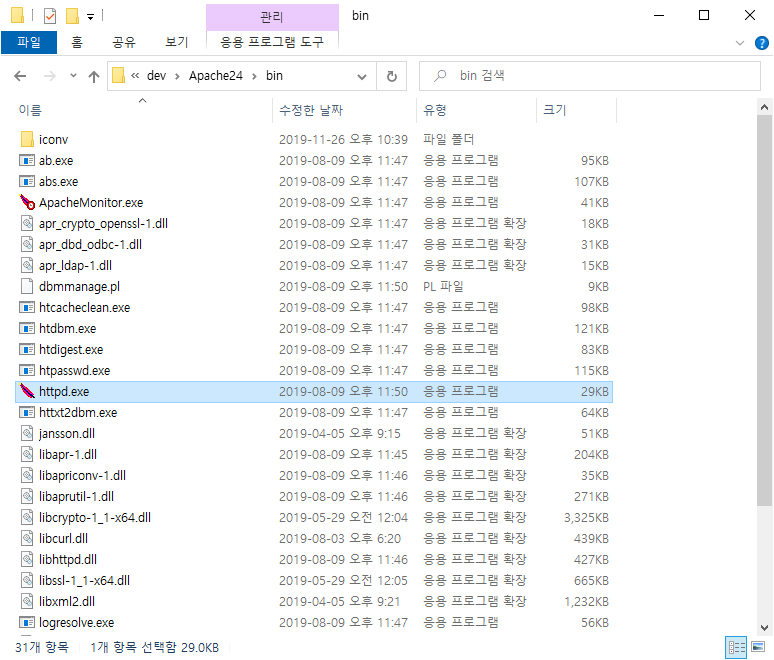 관리 bin
파일 홈 공유 보기 응용 프로그램 도구
« dev › Apache24 › bin bin 검색
이름 수정한 날짜 유형 크기
iconv 2019-11-26 오후 10:39 파일 폴더
ab.exe 2019-08-09 오후 11:47 응용 프로그램 95KB
abs.exe 2019-08-09 오후 11:47 응용 프로그램 107KB
ApacheMonitor.exe 2019-08-09 오후 11:47 응용 프로그램 41KB
apr_crypto_openssl-1.dll 2019-08-09 오후 11:47 응용 프로그램 확장 18KB
apr_dbd_odbc-1.dll 2019-08-09 오후 11:47 응용 프로그램 확장 31KB
apr_ldap-1.dll 2019-08-09 오후 11:47 응용 프로그램 확장 15KB
dbmmanage.pl 2019-08-09 오후 11:50 PL 파일 9KB
htcacheclean.exe 2019-08-09 오후 11:47 응용 프로그램 98KB
htdbm.exe 2019-08-09 오후 11:47 응용 프로그램 121KB
htdigest.exe 2019-08-09 오후 11:47 응용 프로그램 83KB
htpasswd.exe 2019-08-09 오후 11:47 응용 프로그램 115KB
httpd.exe 2019-08-09 오후 11:50 응용 프로그램 29KB
httxt2dbm.exe 2019-08-09 오후 11:47 응용 프로그램 64KB
jansson.dll 2019-04-05 오후 9:15 응용 프로그램 확장 51KB
libapr-1.dll 2019-08-09 오후 11:45 응용 프로그램 확장 204KB
libapriconv-1.dll 2019-08-09 오후 11:46 응용 프로그램 확장 35KB
libaprutil-1.dll 2019-08-09 오후 11:46 응용 프로그램 확장 271KB
libcrypto-1_1-x64.dll 2019-05-29 오전 12:04 응용 프로그램 확장 3,325KB
libcurl.dll 2019-08-03 오후 6:20 응용 프로그램 확장 439KB
libhttpd.dll 2019-08-09 오후 11:46 응용 프로그램 확장 427KB
libssl-1_1-x64.dll 2019-05-29 오전 12:05 응용 프로그램 확장 665KB
libxml2.dll 2019-04-05 오후 9:21 응용 프로그램 확장 1,232KB
logresolve.exe 2019-08-09 오후 11:47 응용 프로그램 56KB
31개 항목 1개 항목 선택함 29.0KB